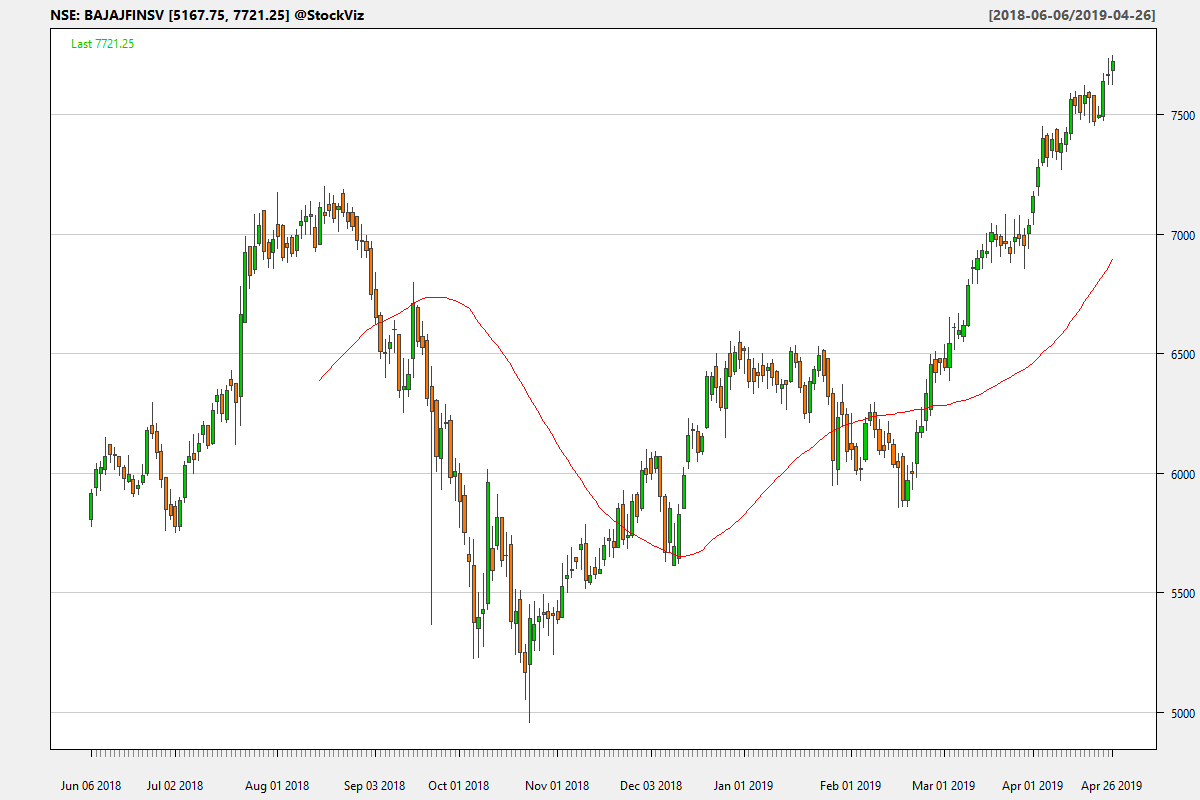 NSE: BAJAJFINSV [5167.75, 7721.25] @StockViz
[2018-06-06/2019-04-26]
Last 7721.25
7500
7000
6500
6000
5500
5000
Jun 06 2018
Jul 02 2018
Aug 01 2018
Sep 03 2018
Oct 01 2018
Nov 01 2018
Dec 03 2018
Jan 01 2019
Feb 01 2019
Mar 01 2019
Apr 01 2019
Apr 26 2019